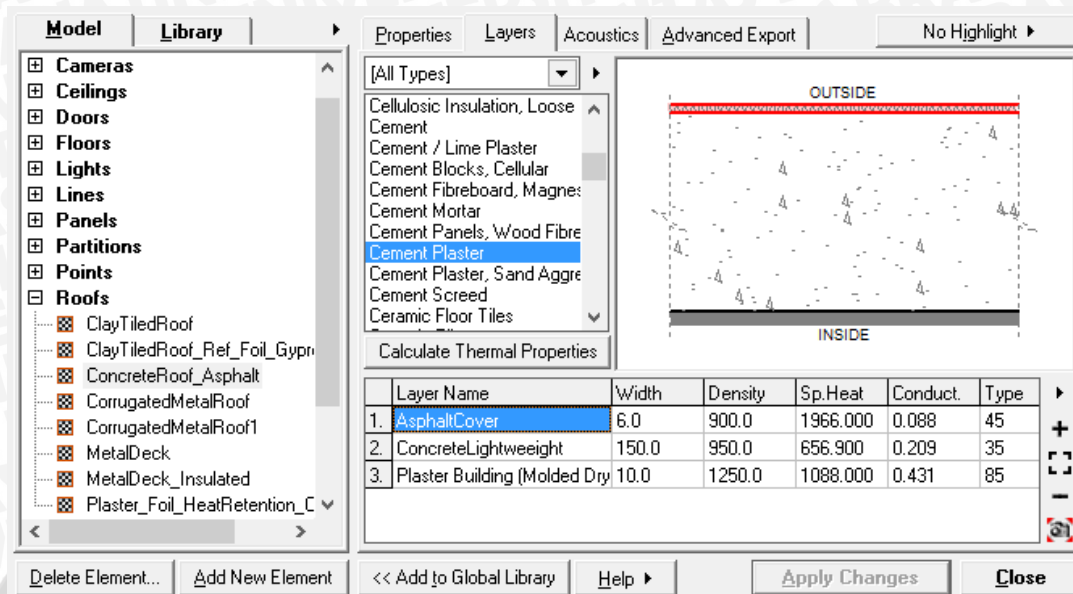 Model
Library
Properties
Layers
Acoustics
Advanced Export
No Highlight
Cameras
Ceilings
Doors
Floors
Lights
Lines
Panels
Partitions
Points
Roofs
ClayTiledRoof
ClayTiledRoof_Ref_Foil_Gypr
ConcreteRoof_Asphalt
CorrugatedMetalRoof
CorrugatedMetalRoof1
MetalDeck
MetalDeck_Insulated
Plaster_Foil_HeatRetention_C
[All Types]
Cellulosic Insulation, Loose
Cement
Cement / Lime Plaster
Cement Blocks, Cellular
Cement Fibreboard, Magnes
Cement Mortar
Cement Panels, Wood Fibre
Cement Plaster
Cement Plaster, Sand Aggre
Cement Screed
Ceramic Floor Tiles
Calculate Thermal Properties
OUTSIDE
INSIDE
Layer Name Width Density Sp.Heat Conduct. Type
1. AsphaltCover 6.0 900.0 1966.000 0.088 45
2. ConcreteLightweeight 150.0 950.0 656.900 0.209 35
3. Plaster Building (Molded Dry 10.0 1250.0 1088.000 0.431 85
Delete Element...
Add New Element
<< Add to Global Library
Help
Apply Changes
Close